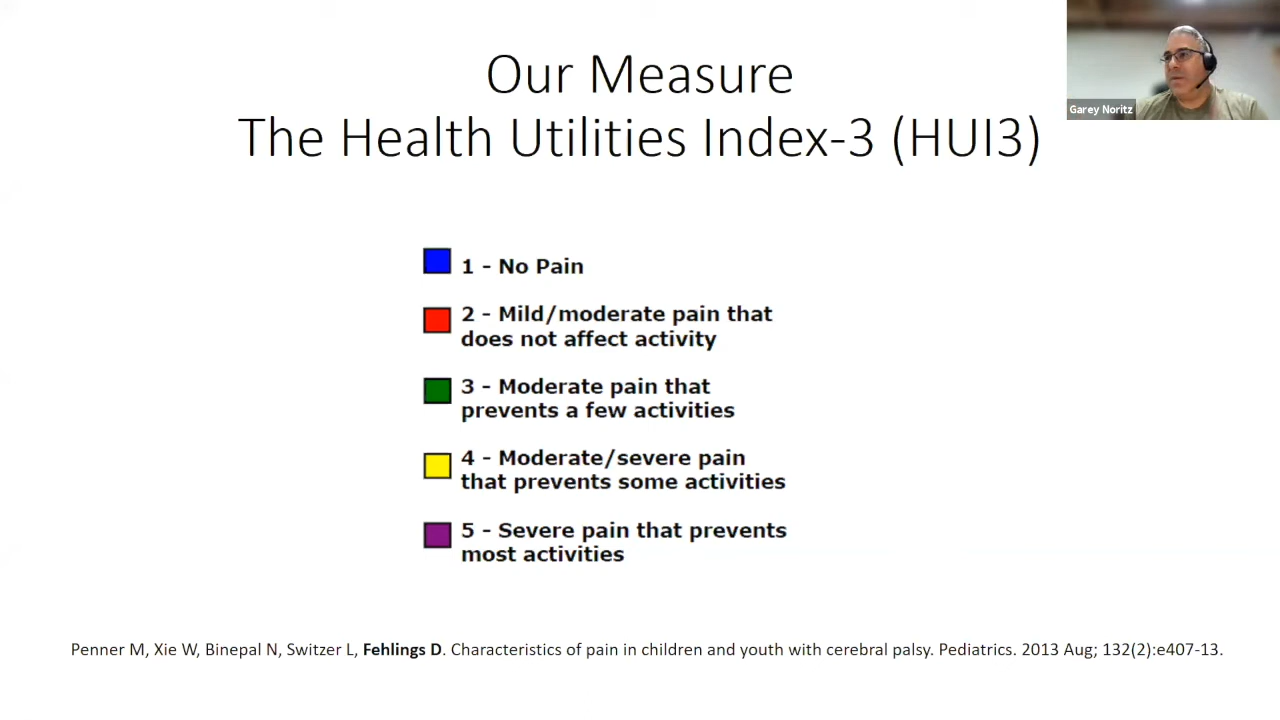 Our Measure
The Health Utilities Index-3 (HUI3)
Garey Noritz
1 - No Pain
2 - Mild/moderate pain that
does not affect activity
3 - Moderate pain that
prevents a few activities
4 - Moderate/severe pain
that prevents some activities
5 - Severe pain that prevents
most activities
Penner M, Xie W, Binepal N, Switzer L, Fehlings D. Characteristics of pain in children and youth with cerebral palsy. Pediatrics. 2013 Aug; 132(2):e407-13.